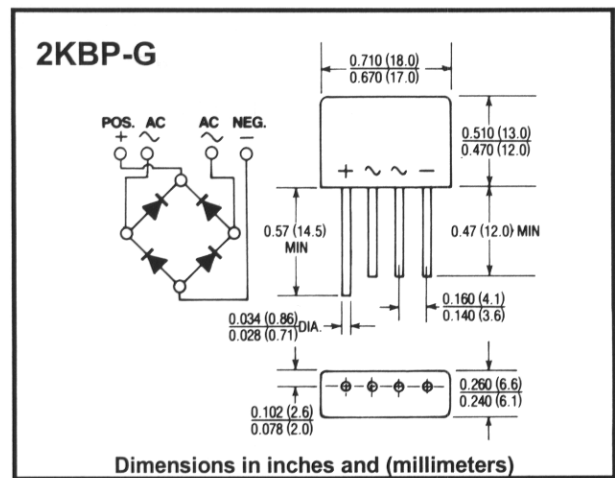 2KBP-G
0.710 (18.0)
0.670 (17.0)
POS. AC AC NEG.
+ ∼ ∼ −
0.510 (13.0)
0.470 (12.0)
+ ∼ ∼ −
0.57 (14.5)
MIN
0.47 (12.0) MIN
0.160 (4.1)
0.140 (3.6)
0.034 (0.86)
0.028 (0.71)
DIA.
0.260 (6.6)
0.240 (6.1)
0.102 (2.6)
0.078 (2.0)
Dimensions in inches and (millimeters)